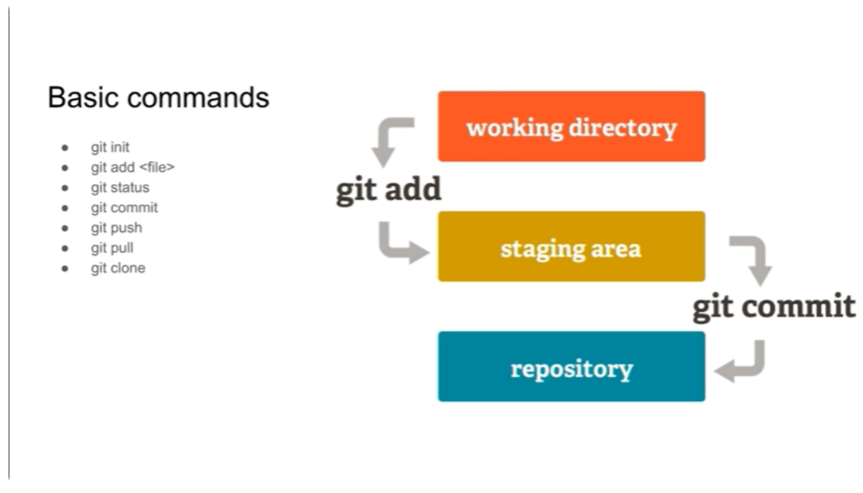 Basic commands
git init
git add <file>
git status
git commit
git push
git pull
git clone
working directory
git add
staging area
git commit
repository